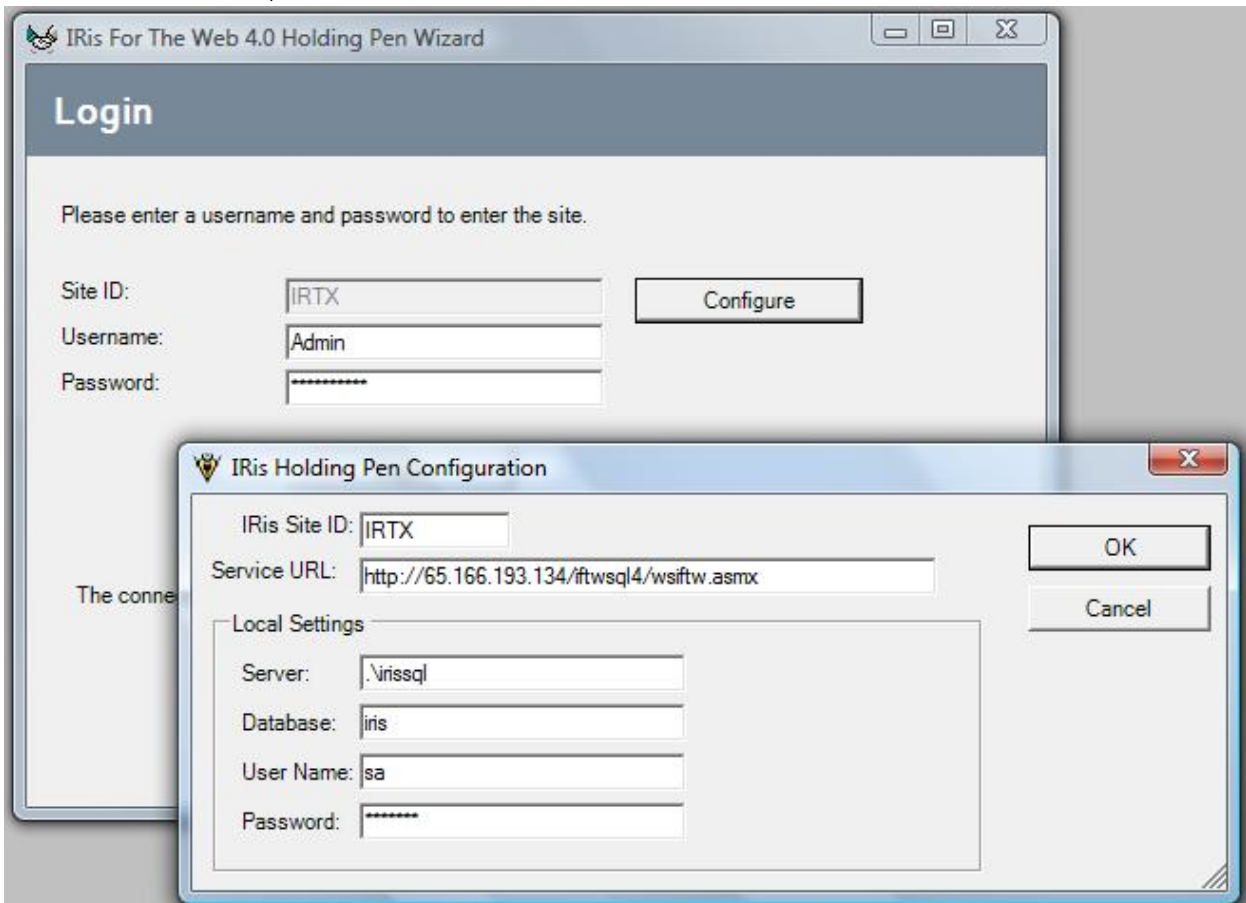 IRis For The Web 4.0 Holding Pen Wizard
Login
Please enter a username and password to enter the site.
Site ID: IRTX Configure
Username: Admin
Password: **********
IRis Holding Pen Configuration
IRis Site ID: IRTX
OK
Service URL: http://65.166.193.134/iftwsql4/wsiftw.asmx
The
Cancel
Local Settings
Server: .\irissql
Database: iris
User Name: sa
Password: *******